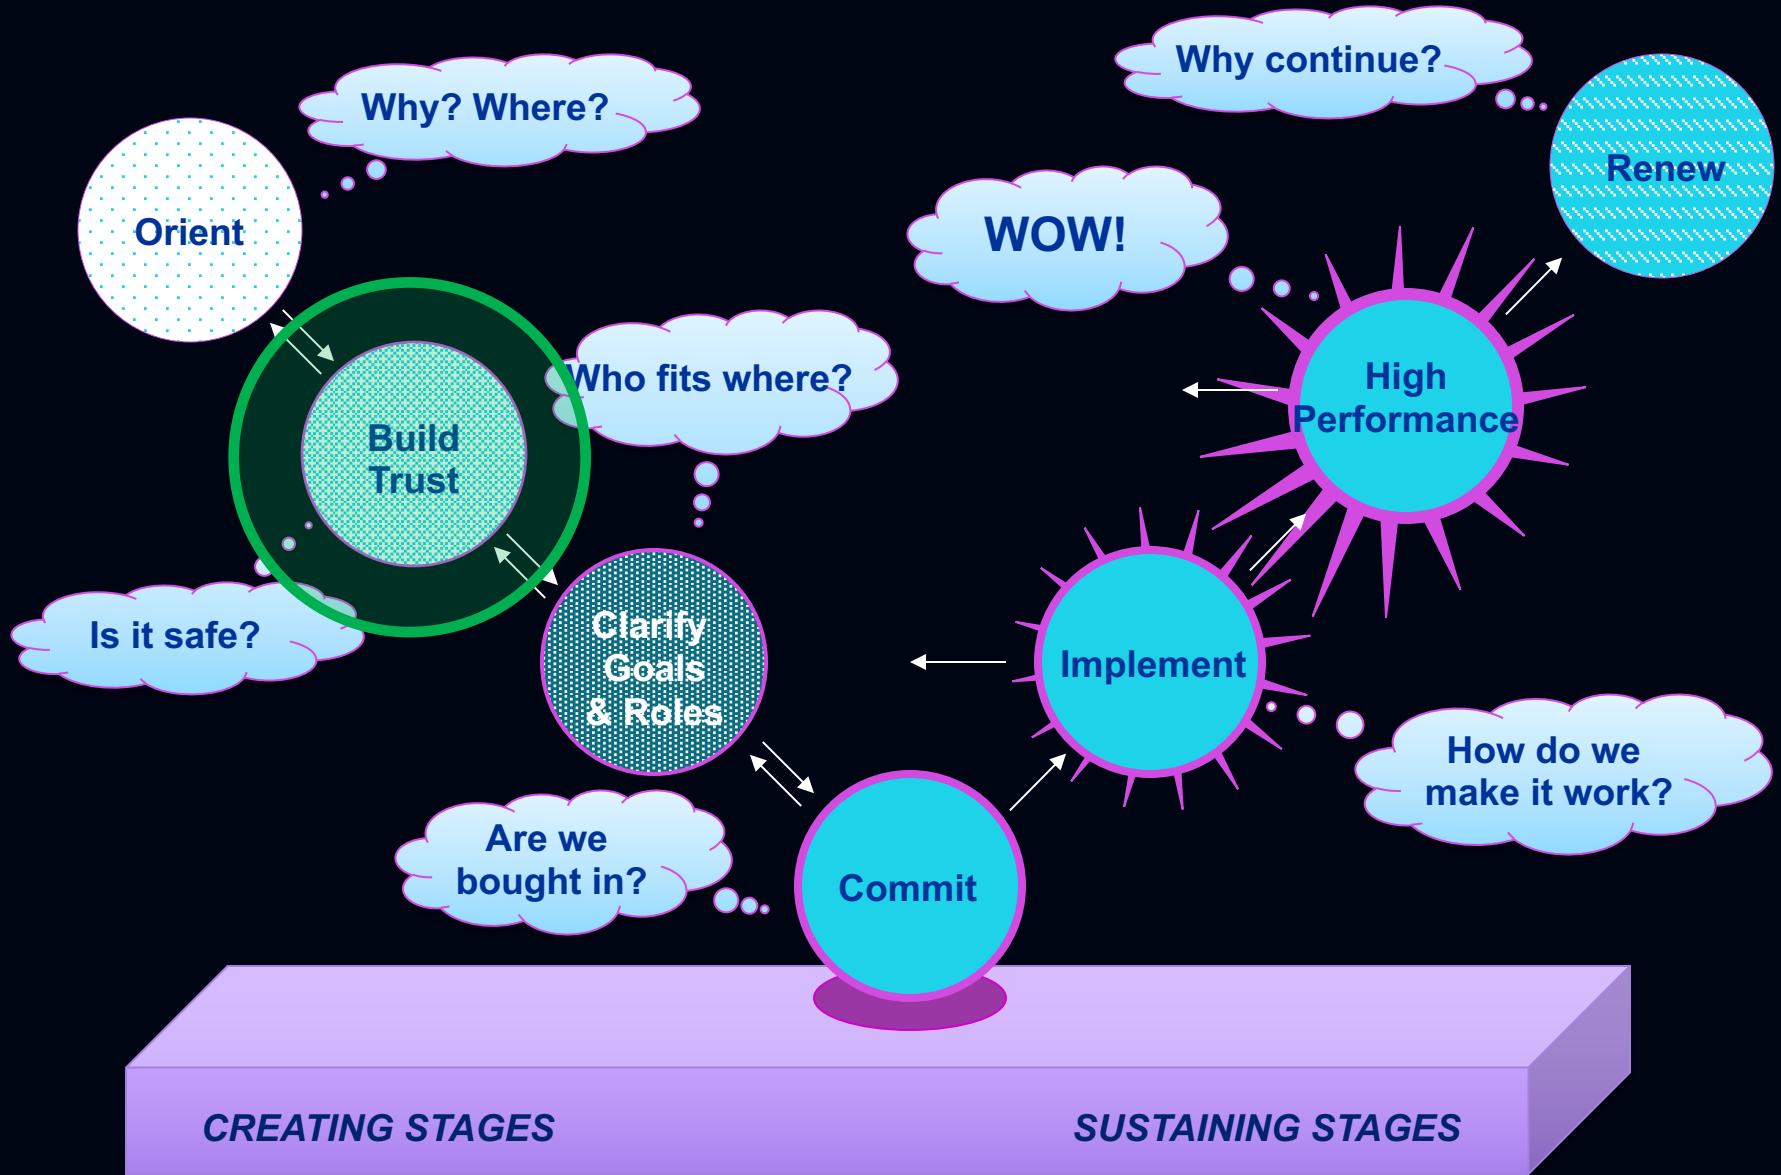 Why? Where?
Orient
Build
Trust
Is it safe?
Who fits where?
Clarify
Goals
& Roles
Are we
bought in?
Commit
Implement
How do we
make it work?
WOW!
High
Performance
Why continue?
Renew
CREATING STAGES
SUSTAINING STAGES